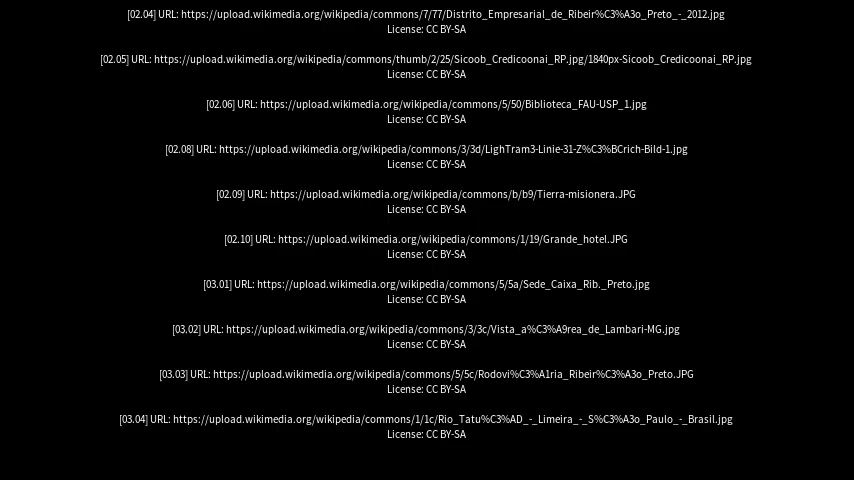 [02.04] URL: https://upload.wikimedia.org/wikipedia/commons/7/77/Distrito_Empresarial_de_Ribeir%C3%A3o_Preto_-_2012.jpg
License: CC BY-SA
[02.05] URL: https://upload.wikimedia.org/wikipedia/commons/thumb/2/25/Sicoob_Credicoonai_RP.jpg/1840px-Sicoob_Credicoonai_RP.jpg
License: CC BY-SA
[02.06] URL: https://upload.wikimedia.org/wikipedia/commons/5/50/Biblioteca_FAU-USP_1.jpg
License: CC BY-SA
[02.08] URL: https://upload.wikimedia.org/wikipedia/commons/3/3d/LighTram3-Linie-31-Z%C3%BCrich-Bild-1.jpg
License: CC BY-SA
[02.09] URL: https://upload.wikimedia.org/wikipedia/commons/b/b9/Tierra-misionera.JPG
License: CC BY-SA
[02.10] URL: https://upload.wikimedia.org/wikipedia/commons/1/19/Grande_hotel.JPG
License: CC BY-SA
[03.01] URL: https://upload.wikimedia.org/wikipedia/commons/5/5a/Sede_Caixa_Rib._Preto.jpg
License: CC BY-SA
[03.02] URL: https://upload.wikimedia.org/wikipedia/commons/3/3c/Vista_a%C3%A9rea_de_Lambari-MG.jpg
License: CC BY-SA
[03.03] URL: https://upload.wikimedia.org/wikipedia/commons/5/5c/Rodovi%C3%A1ria_Ribeir%C3%A3o_Preto.JPG
License: CC BY-SA
[03.04] URL: https://upload.wikimedia.org/wikipedia/commons/1/1c/Rio_Tatu%C3%AD_-_Limeira_-_S%C3%A3o_Paulo_-_Brasil.jpg
License: CC BY-SA